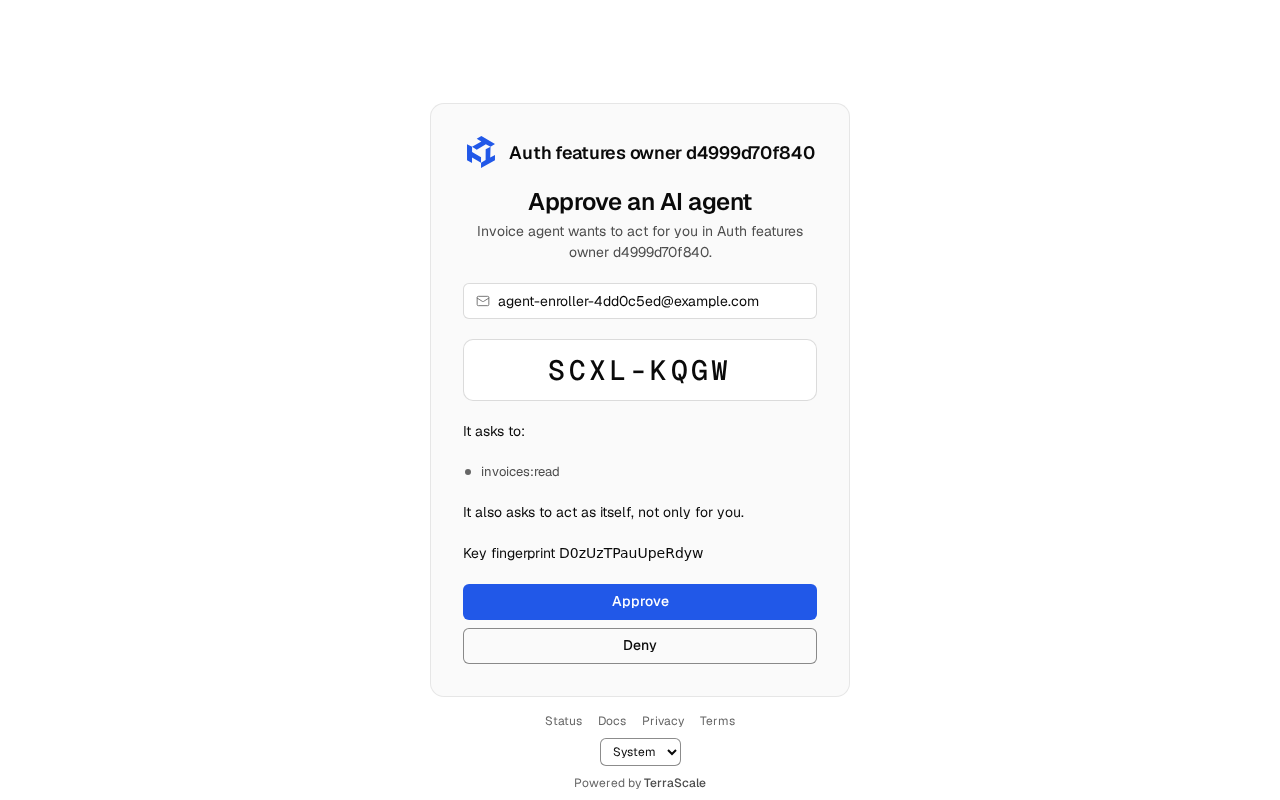 Auth features owner d4999d70f840
Approve an AI agent
Invoice agent wants to act for you in Auth features
owner d4999d70f840.
agent-enroller-4dd0c5ed@example.com
SCXL-KQGW
It asks to:
invoices:read
It also asks to act as itself, not only for you.
Key fingerprint D0zUzTPauUpeRdyw
Approve
Deny
Status Docs Privacy Terms
System
Powered by TerraScale